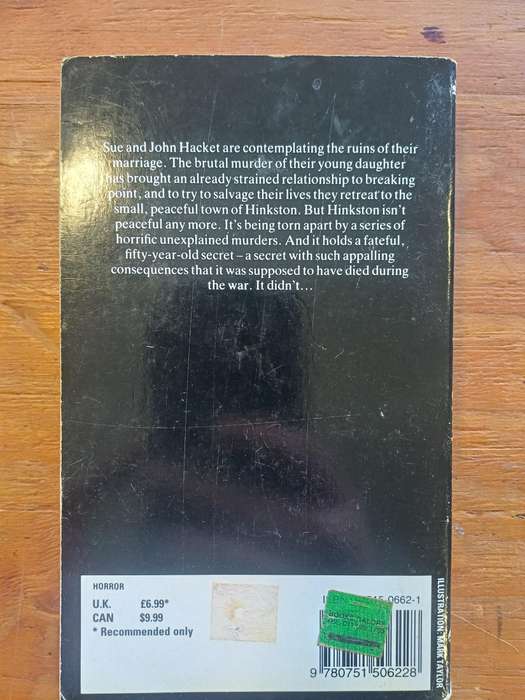 Sue and John Hacket are contemplating the ruins of their
marriage. The brutal murder of their young daughter
has brought an already strained relationship to breaking
point, and to try to salvage their lives they retreat to the
small, peaceful town of Hinkston. But Hinkston isn't
peaceful any more. It's being torn apart by a series of
horrific unexplained murders. And it holds a fateful,
fifty-year-old secret – a secret with such appalling
consequences that it was supposed to have died during
the war. It didn't...
HORROR
U.K. £6.99*
CAN $9.99
* Recommended only
0662-1
9 780751 506228
ILLUSTRATION: MARK TAYLOR